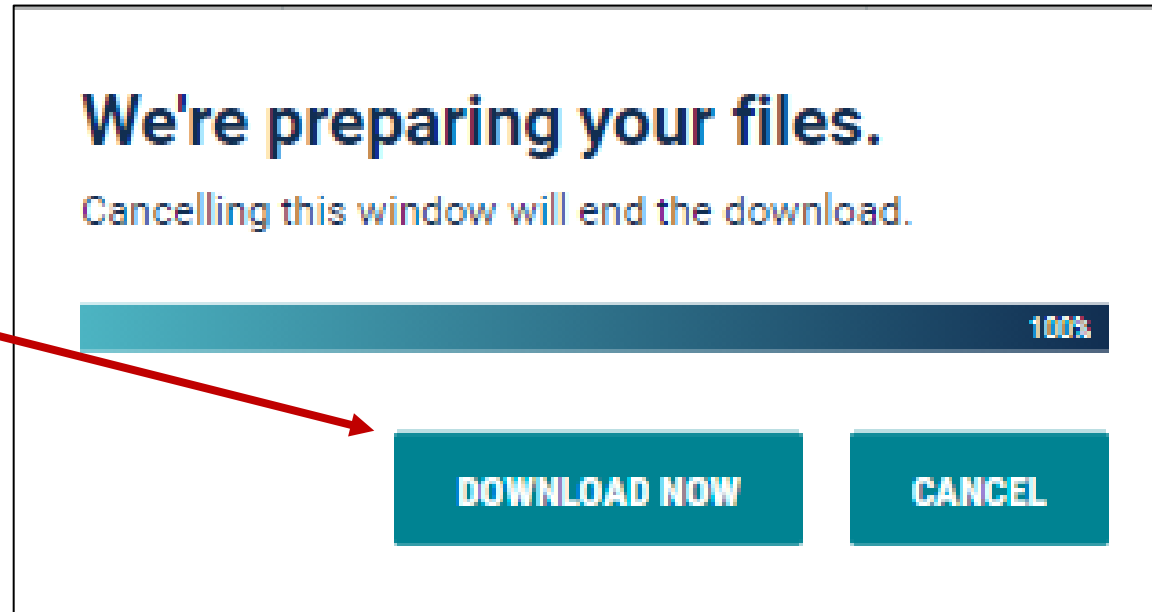 We're preparing your files.
Cancelling this window will end the download.
100%
DOWNLOAD NOW
CANCEL